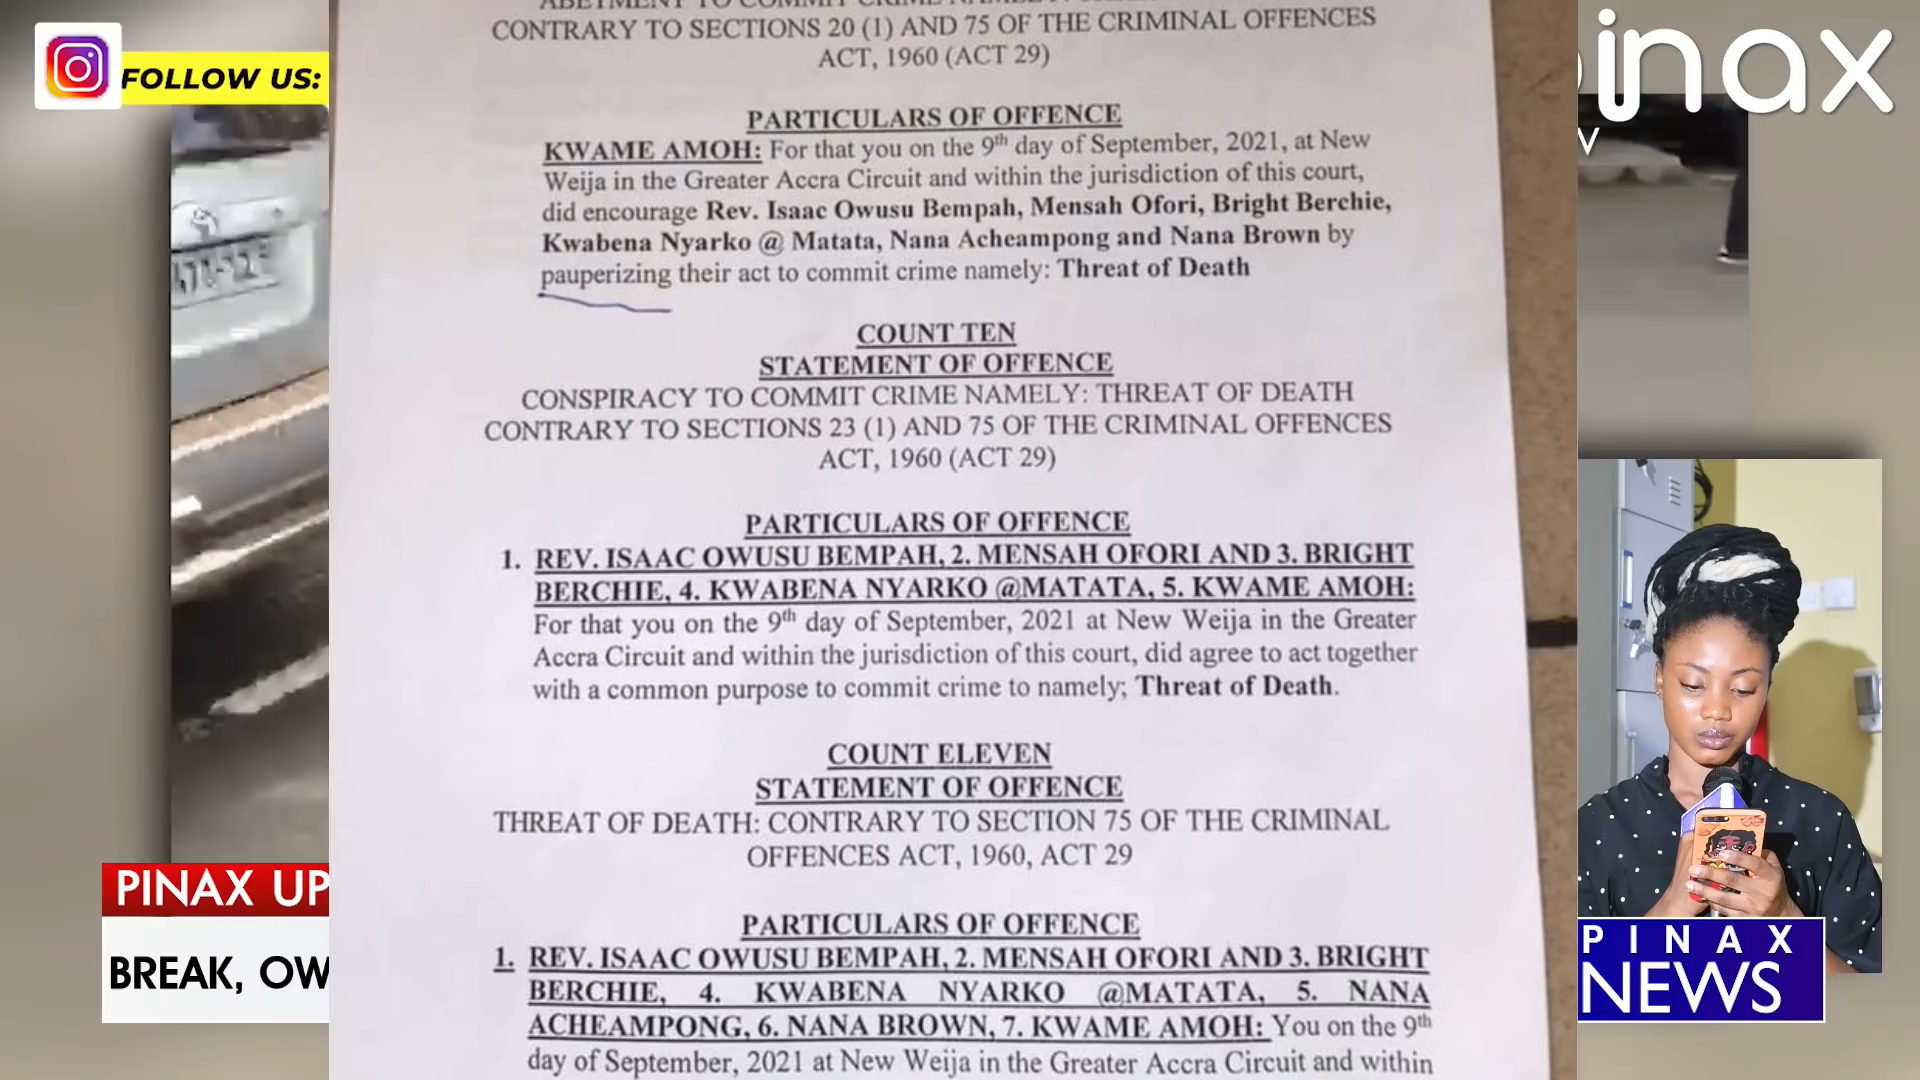 FOLLOW US:
CONTRARY TO SECTIONS 20 (1) AND 75 OF THE CRIMINAL OFFENCES
ACT, 1960 (ACT 29)
PARTICULARS OF OFFENCE
KWAME AMOH: For that you on the 9th day of September, 2021, at New
Weija in the Greater Accra Circuit and within the jurisdiction of this court,
did encourage Rev. Isaac Owusu Bempah, Mensah Ofori, Bright Berchie,
Kwabena Nyarko @ Matata, Nana Acheampong and Nana Brown by
pauperizing their act to commit crime namely: Threat of Death
COUNT TEN
STATEMENT OF OFFENCE
CONSPIRACY TO COMMIT CRIME NAMELY: THREAT OF DEATH
CONTRARY TO SECTIONS 23 (1) AND 75 OF THE CRIMINAL OFFENCES
ACT, 1960 (ACT 29)
PARTICULARS OF OFFENCE
1. REV. ISAAC OWUSU BEMPAH, 2. MENSAH OFORI AND 3. BRIGHT
BERCHIE, 4. KWABENA NYARKO @MATATA, 5. KWAME AMOH:
For that you on the 9th day of September, 2021 at New Weija in the Greater
Accra Circuit and within the jurisdiction of this court, did agree to act together
with a common purpose to commit crime to namely; Threat of Death.
COUNT ELEVEN
STATEMENT OF OFFENCE
THREAT OF DEATH: CONTRARY TO SECTION 75 OF THE CRIMINAL
OFFENCES ACT, 1960, ACT 29
PARTICULARS OF OFFENCE
1. REV. ISAAC OWUSU BEMPAH, 2. MENSAH OFORI AND 3. BRIGHT
BERCHIE, 4. KWABENA NYARKO @MATATA, 5. NANA
ACHEAMPONG, 6. NANA BROWN, 7. KWAME AMOH: You on the 9th
day of September, 2021 at New Weija in the Greater Accra Circuit and within
pinax
PINAX UP
BREAK, OW
PINAX
NEWS